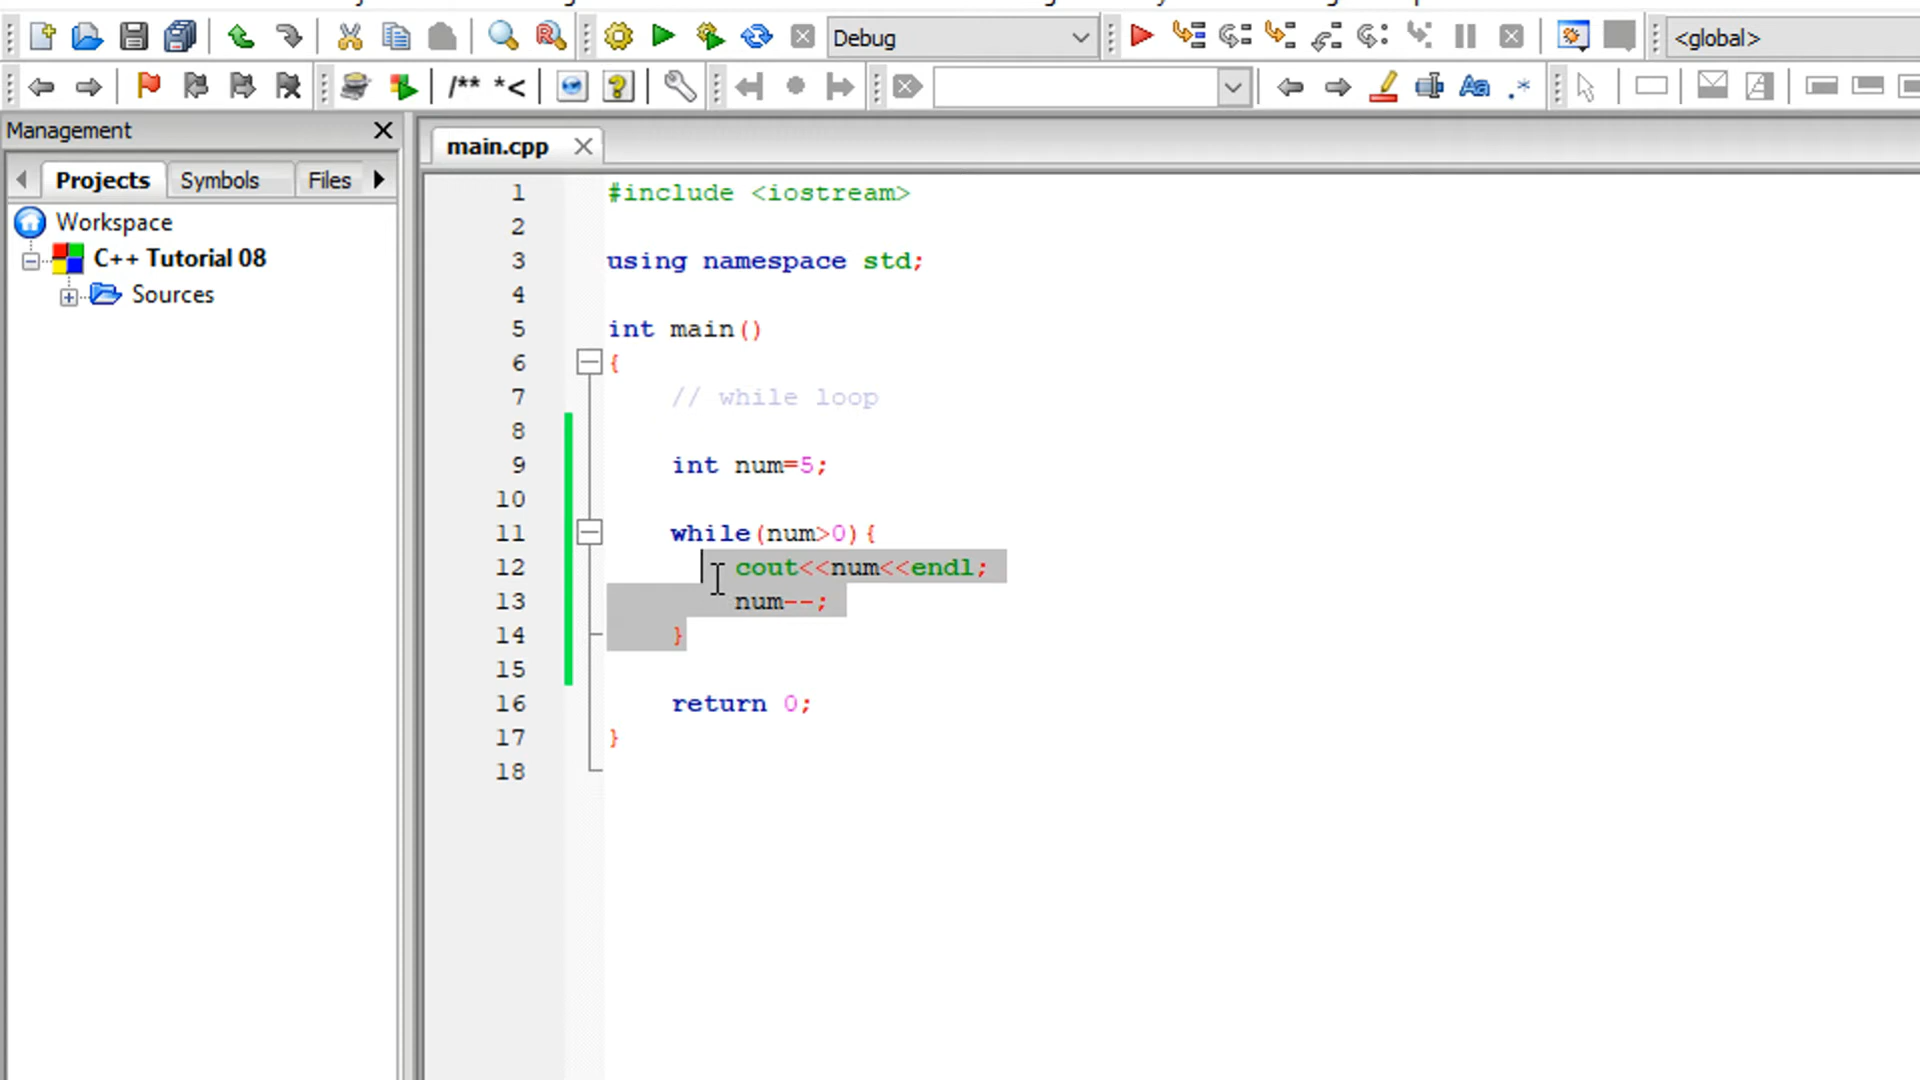 Debug
<global>
/** *<
Management
main.cpp
Projects Symbols Files
Workspace
C++ Tutorial 08
Sources
1 #include <iostream>
2
3 using namespace std;
4
5 int main()
6 {
7 // while loop
8
9 int num=5;
10
11 while(num>0){
12 cout<<num<<endl;
13 num--;
14 }
15
16 return 0;
17 }
18